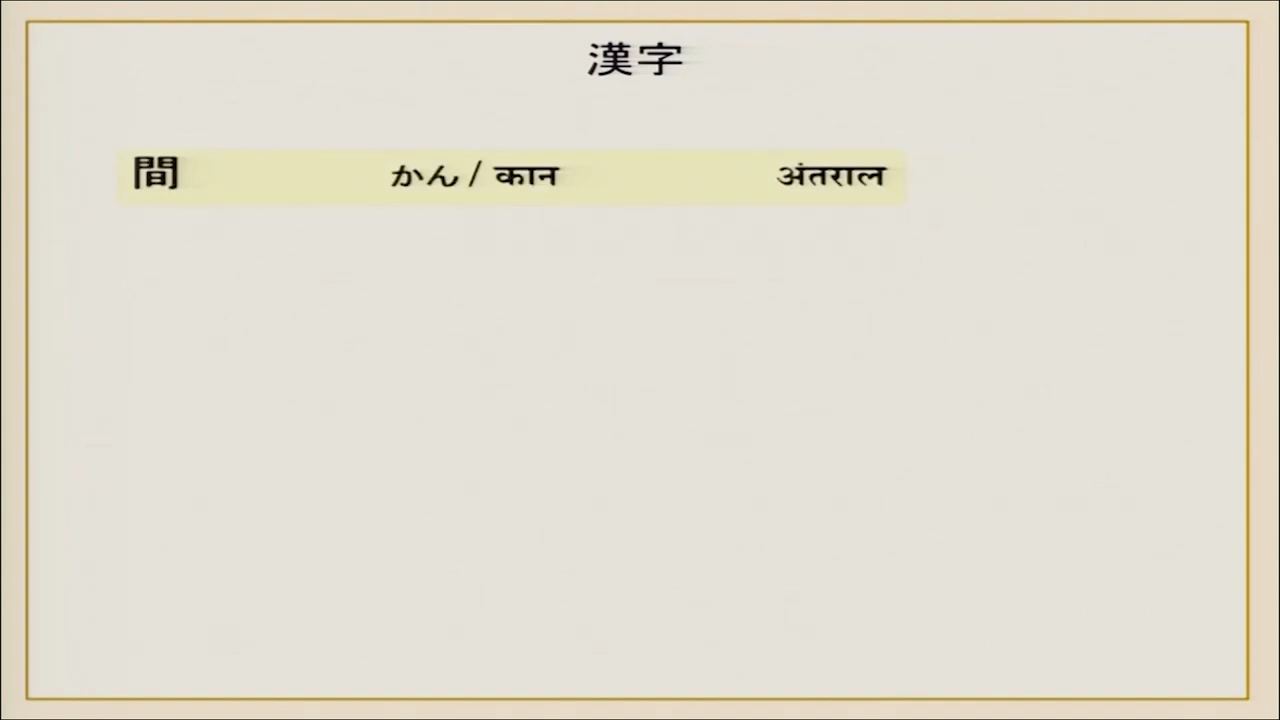 漢字
間 かん / कान अंतराल